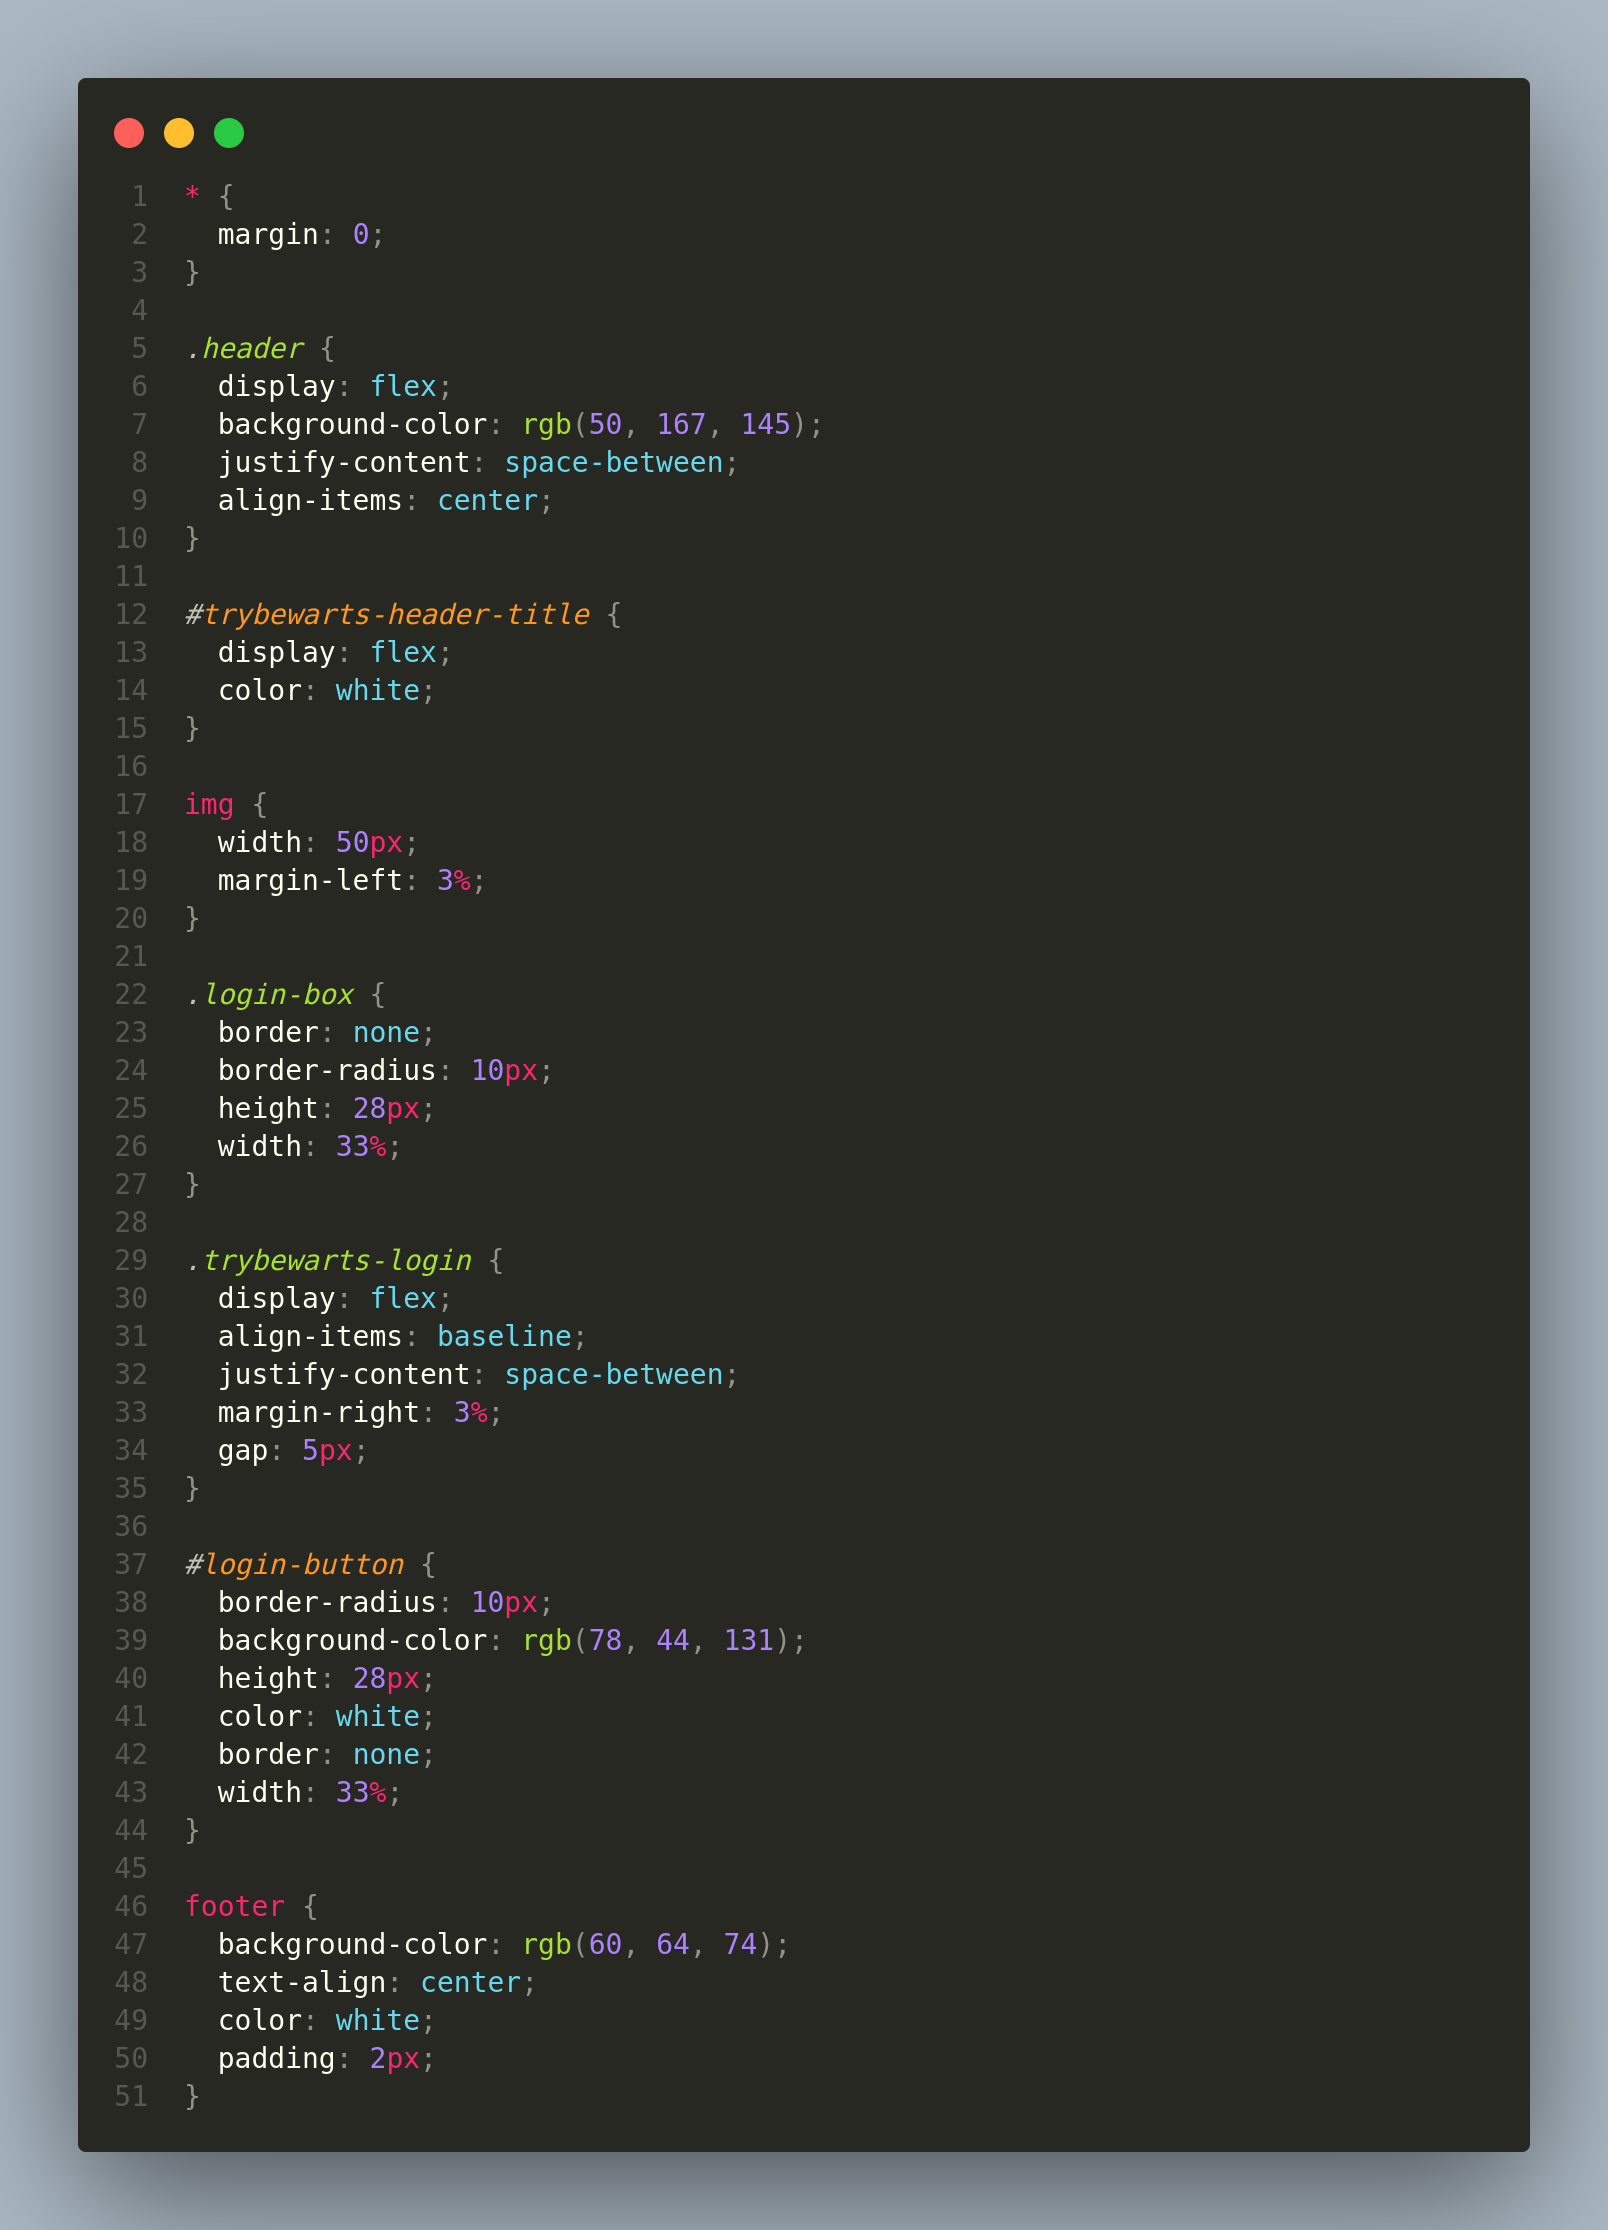 1 * {
2   margin: 0;
3 }
4
5 .header {
6   display: flex;
7   background-color: rgb(50, 167, 145);
8   justify-content: space-between;
9   align-items: center;
10 }
11
12 #trybewarts-header-title {
13   display: flex;
14   color: white;
15 }
16
17 img {
18   width: 50px;
19   margin-left: 3%;
20 }
21
22 .login-box {
23   border: none;
24   border-radius: 10px;
25   height: 28px;
26   width: 33%;
27 }
28
29 .trybewarts-login {
30   display: flex;
31   align-items: baseline;
32   justify-content: space-between;
33   margin-right: 3%;
34   gap: 5px;
35 }
36
37 #login-button {
38   border-radius: 10px;
39   background-color: rgb(78, 44, 131);
40   height: 28px;
41   color: white;
42   border: none;
43   width: 33%;
44 }
45
46 footer {
47   background-color: rgb(60, 64, 74);
48   text-align: center;
49   color: white;
50   padding: 2px;
51 }